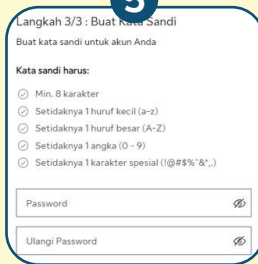 3
Langkah 3/3 : Buat Kata Sandi
Buat kata sandi untuk akun Anda
Kata sandi harus:
Min. 8 karakter
Setidaknya 1 huruf kecil (a-z)
Setidaknya 1 huruf besar (A-Z)
Setidaknya 1 angka (0 - 9)
Setidaknya 1 karakter spesial (!@#$%^&*,.)
Password
Ulangi Password